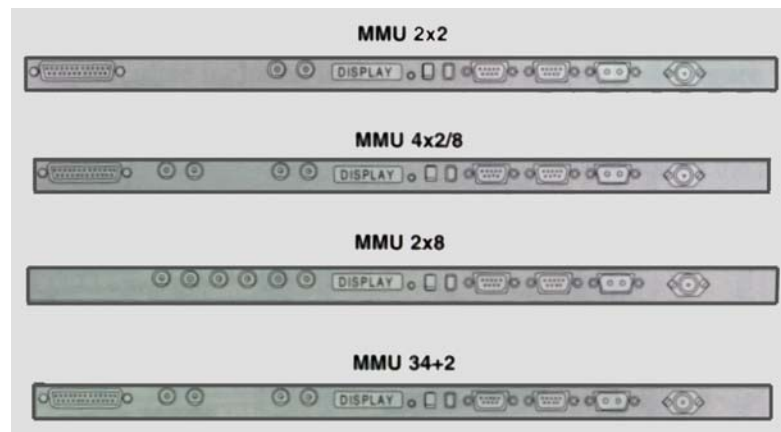 MMU 2x2
DISPLAY
MMU 4x2/8
DISPLAY
MMU 2x8
DISPLAY
MMU 34+2
DISPLAY